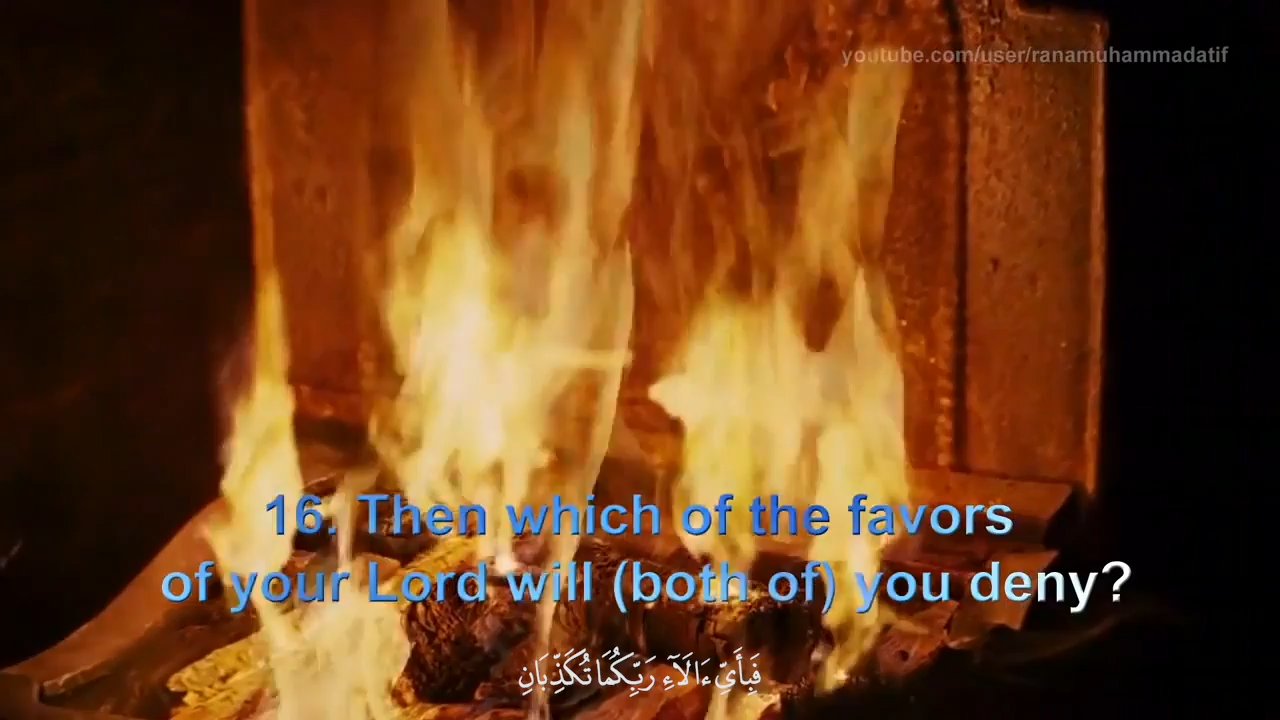 youtube.com/user/ranamuhammadatif
16. Then which of the favors
of your Lord will (both of) you deny?
فَبِأَيِّ ءَالَآءِ رَبِّكُمَا تُكَذِّبَانِ